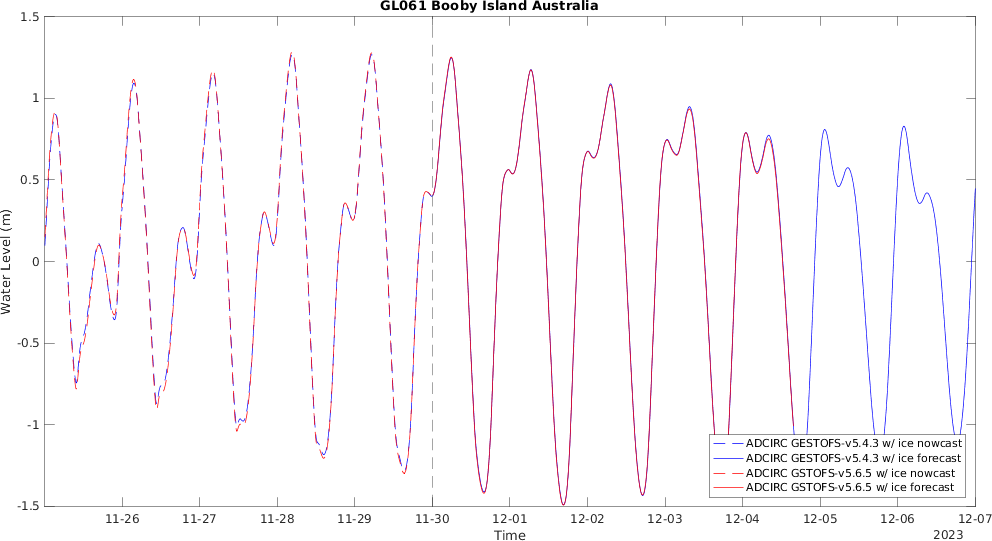 GL061 Booby Island Australia
1.5
1
0.5
0
-0.5
-1
-1.5
Water Level (m)
ADCIRC GESTOFS-v5.4.3 w/ ice nowcast
ADCIRC GESTOFS-v5.4.3 w/ ice forecast
ADCIRC GSTOFS-v5.6.5 w/ ice nowcast
ADCIRC GSTOFS-v5.6.5 w/ ice forecast
11-26 11-27 11-28 11-29 11-30 12-01 12-02 12-03 12-04 12-05 12-06 12-07
Time
2023